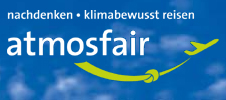 nachdenken • klimabewusst reisen
atmosfair